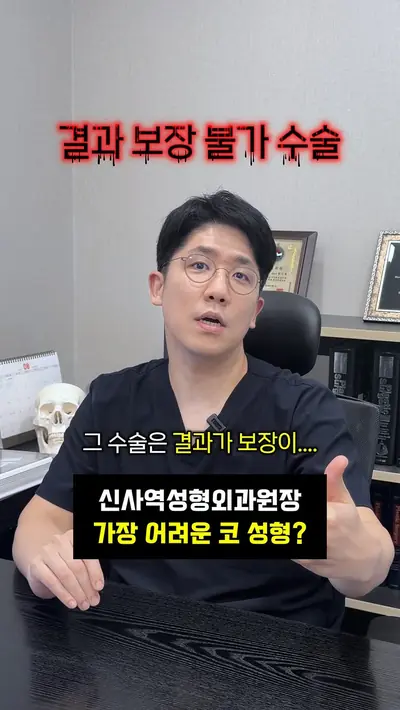 결과 보장 불가 수술
그 수술은 결과가 보장이....
신사역성형외과원장
가장 어려운 코 성형?